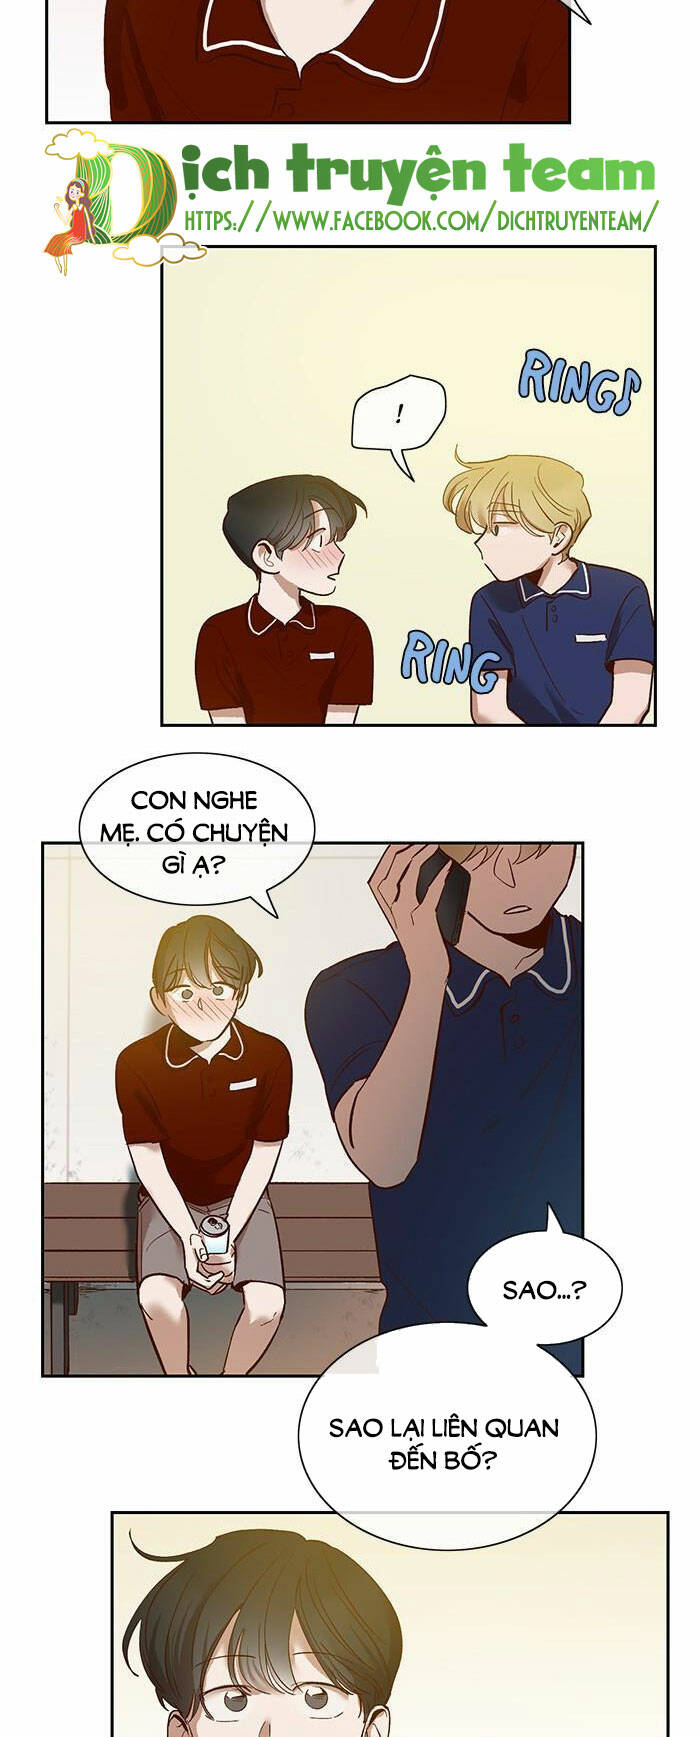 Dịch truyện team
HTTPS://WWW.FACEBOOK.COM/DICHTRUYENTEAM/
RING♪
!
RING
CON NGHE
MẸ. CÓ CHUYỆN
GÌ Ạ?
SAO...?
SAO LẠI LIÊN QUAN
ĐẾN BỐ?